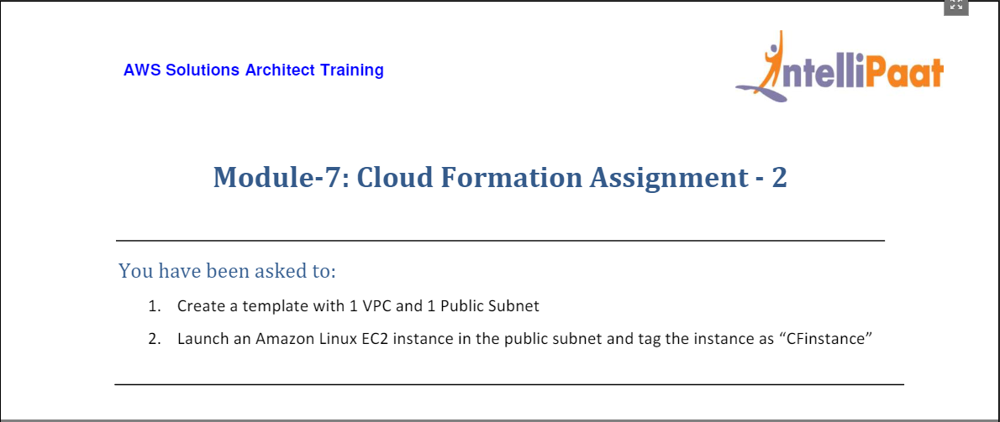 AWS Solutions Architect Training
intelliPaat
Module-7: Cloud Formation Assignment - 2
You have been asked to:
1. Create a template with 1 VPC and 1 Public Subnet
2. Launch an Amazon Linux EC2 instance in the public subnet and tag the instance as “CFinstance”